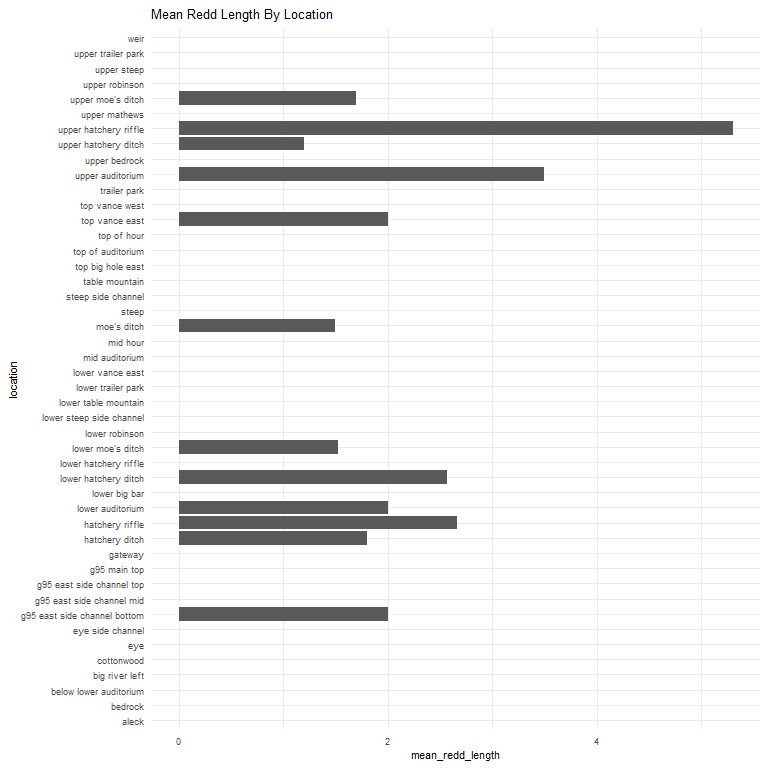 Mean Redd Length By Location
weir
upper trailer park
upper steep
upper robinson
upper moe's ditch
upper mathews
upper hatchery riffle
upper hatchery ditch
upper bedrock
upper auditorium
trailer park
top vance west
top vance east
top of hour
top of auditorium
top big hole east
table mountain
steep side channel
steep
moe's ditch
mid hour
mid auditorium
lower vance east
lower trailer park
lower table mountain
lower steep side channel
lower robinson
lower moe's ditch
lower hatchery riffle
lower hatchery ditch
lower big bar
lower auditorium
hatchery riffle
hatchery ditch
gateway
g95 main top
g95 east side channel top
g95 east side channel mid
g95 east side channel bottom
eye side channel
eye
cottonwood
big river left
below lower auditorium
bedrock
aleck
location
0 2 4
mean_redd_length